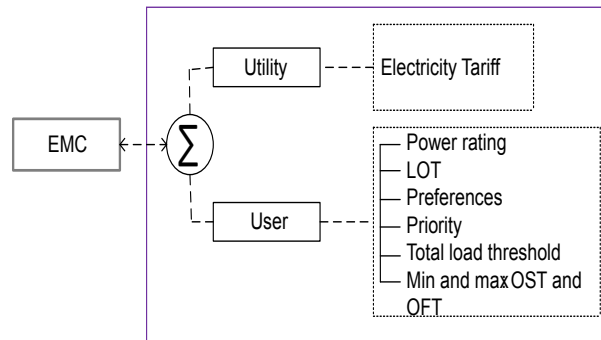 Utility
Electricity Tariff
EMC
∑
User
Power rating
LOT
Preferences
Priority
Total load threshold
Min and max OST and
OFT